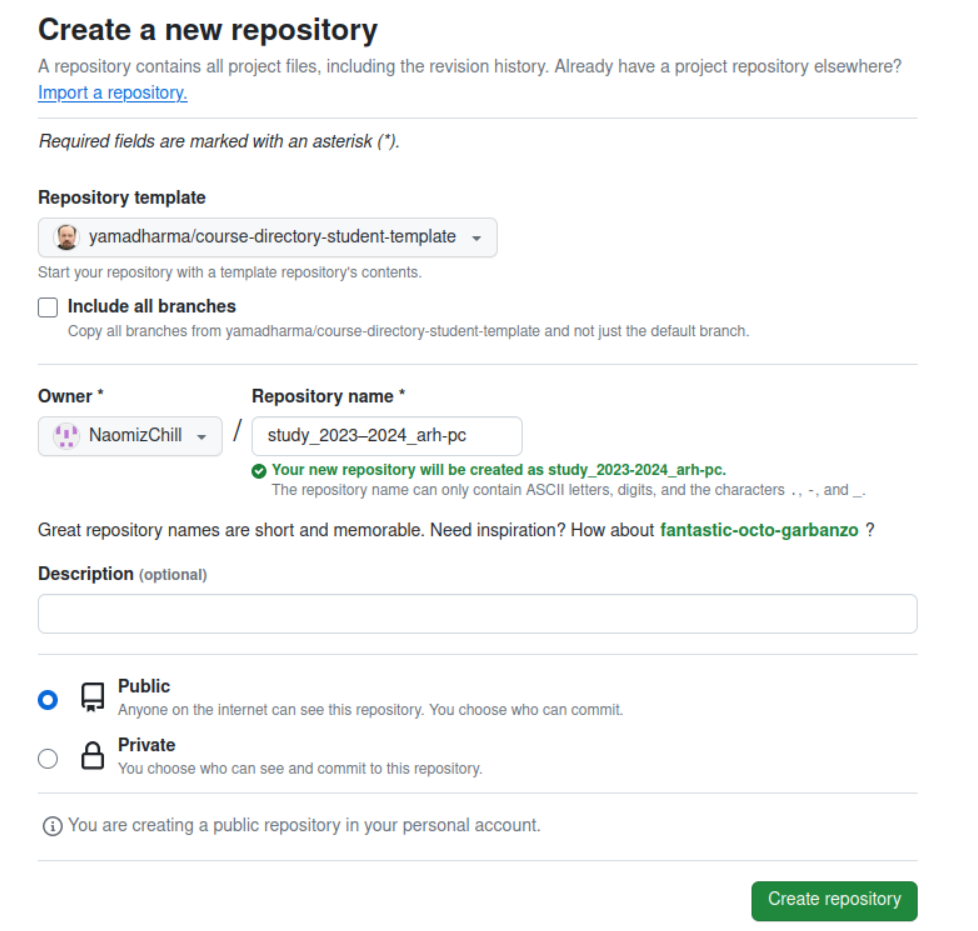 Create a new repository
A repository contains all project files, including the revision history. Already have a project repository elsewhere?
Import a repository.
Required fields are marked with an asterisk (*).
Repository template
yamadharma/course-directory-student-template
Start your repository with a template repository's contents.
Include all branches
Copy all branches from yamadharma/course-directory-student-template and not just the default branch.
Owner * Repository name *
NaomizChill / study_2023–2024_arh-pc
Your new repository will be created as study_2023-2024_arh-pc.
The repository name can only contain ASCII letters, digits, and the characters ., -, and _.
Great repository names are short and memorable. Need inspiration? How about fantastic-octo-garbanzo ?
Description (optional)
Public
Anyone on the internet can see this repository. You choose who can commit.
Private
You choose who can see and commit to this repository.
You are creating a public repository in your personal account.
Create repository